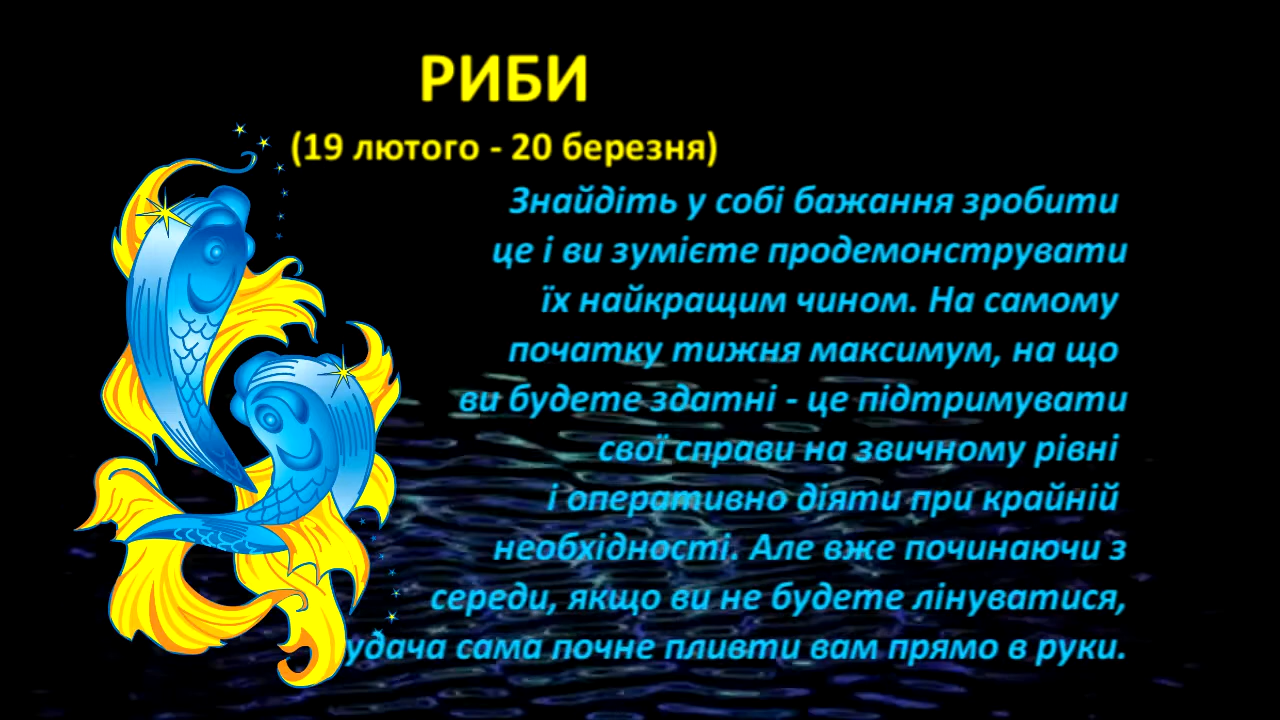 РИБИ
(19 лютого - 20 березня)
Знайдіть у собі бажання зробити
це і ви зумієте продемонструвати
їх найкращим чином. На самому
початку тижня максимум, на що
ви будете здатні - це підтримувати
свої справи на звичному рівні
і оперативно діяти при крайній
необхідності. Але вже починаючи з
середи, якщо ви не будете лінуватися,
удача сама почне пливти вам прямо в руки.